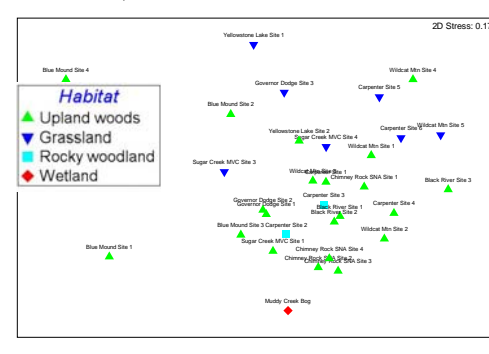 2D Stress: 0.17
Yellowstone Lake Site 1
Blue Mound Site 4
Wildcat Mtn Site 4
Governor Dodge Site 3
Carpenter Site 5
Habitat
Upland woods
Grassland
Rocky woodland
Wetland
Blue Mound Site 2
Yellowstone Lake Site 2
Sugar Creek MVC Site 4
Carpenter Site 6
Wildcat Mtn Site 5
Wildcat Mtn Site 1
Sugar Creek MVC Site 3
Carpenter Site 1
Chimney Rock SNA Site 1
Black River Site 3
Carpenter Site 3
Governor Dodge Site 2
Governor Dodge Site 1
Black River Site 1
Black River Site 2
Carpenter Site 4
Blue Mound Site 3
Carpenter Site 2
Wildcat Mtn Site 2
Blue Mound Site 1
Sugar Creek MVC Site 1
Chimney Rock SNA Site 4
Chimney Rock SNA Site 3
Muddy Creek Bog